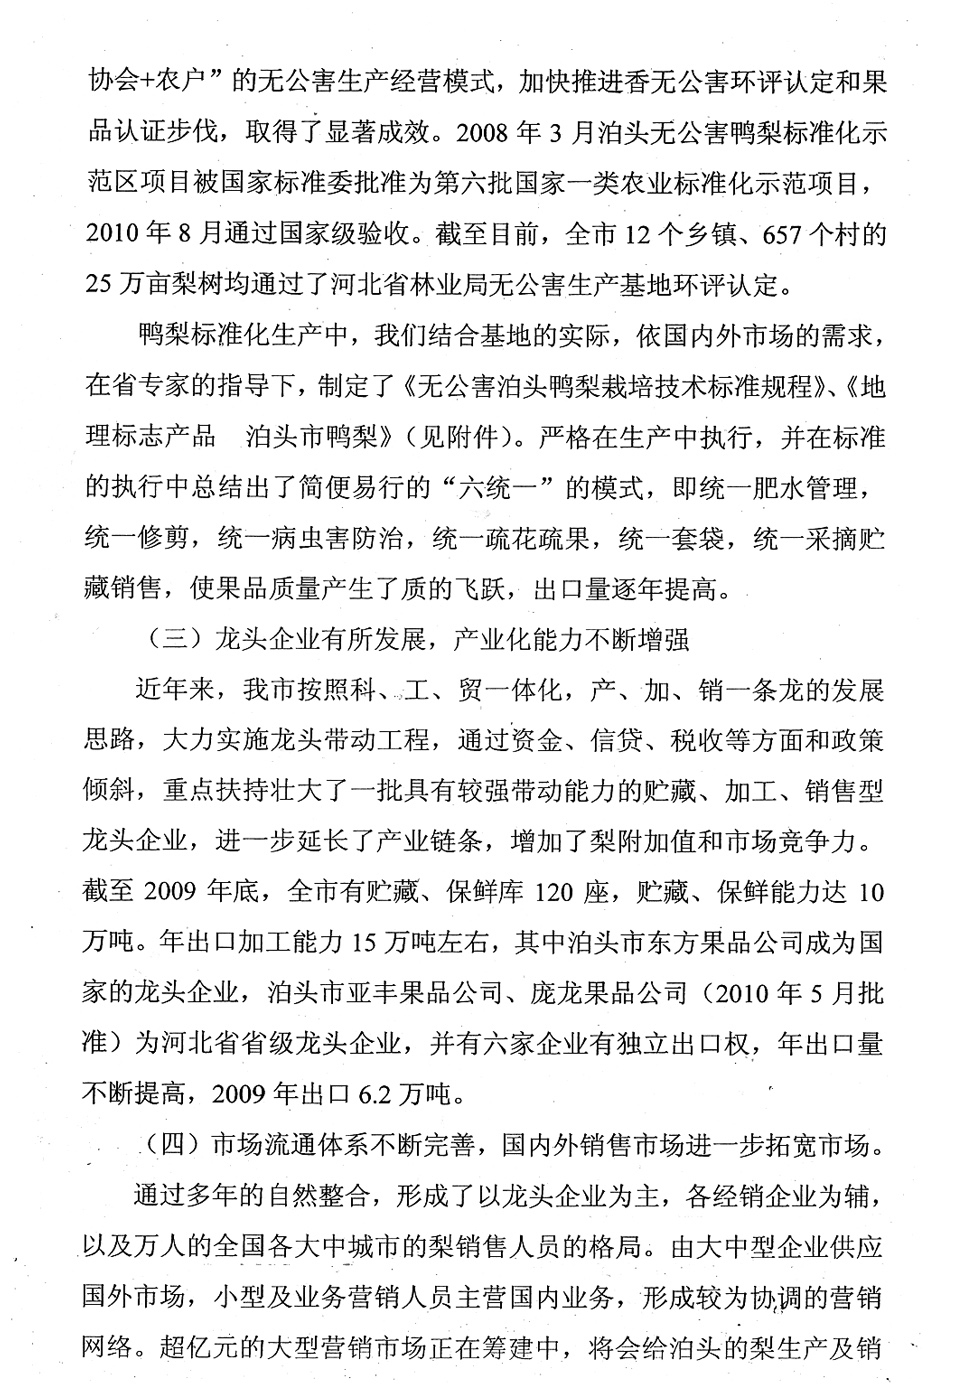 协会+农户”的无公害生产经营模式，加快推进香无公害环评认定和果
品认证步伐，取得了显著成效。2008 年 3 月泊头无公害鸭梨标准化示
范区项目被国家标准委批准为第六批国家一类农业标准化示范项目，
2010 年 8 月通过国家级验收。截至目前，全市 12 个乡镇、657 个村的
25 万亩梨树均通过了河北省林业局无公害生产基地环评认定。
鸭梨标准化生产中，我们结合基地的实际，依国内外市场的需求，
在省专家的指导下，制定了《无公害泊头鸭梨栽培技术标准规程》、《地
理标志产品　泊头市鸭梨》（见附件）。严格在生产中执行，并在标准
的执行中总结出了简便易行的“六统一”的模式，即统一肥水管理，
统一修剪，统一病虫害防治，统一疏花疏果，统一套袋，统一采摘贮
藏销售，使果品质量产生了质的飞跃，出口量逐年提高。
（三）龙头企业有所发展，产业化能力不断增强
近年来，我市按照科、工、贸一体化，产、加、销一条龙的发展
思路，大力实施龙头带动工程，通过资金、信贷、税收等方面和政策
倾斜，重点扶持壮大了一批具有较强带动能力的贮藏、加工、销售型
龙头企业，进一步延长了产业链条，增加了梨附加值和市场竞争力。
截至 2009 年底，全市有贮藏、保鲜库 120 座，贮藏、保鲜能力达 10
万吨。年出口加工能力 15 万吨左右，其中泊头市东方果品公司成为国
家的龙头企业，泊头市亚丰果品公司、庞龙果品公司（2010 年 5 月批
准）为河北省省级龙头企业，并有六家企业有独立出口权，年出口量
不断提高，2009 年出口 6.2 万吨。
（四）市场流通体系不断完善，国内外销售市场进一步拓宽市场。
通过多年的自然整合，形成了以龙头企业为主，各经销企业为辅，
以及万人的全国各大中城市的梨销售人员的格局。由大中型企业供应
国外市场，小型及业务营销人员主营国内业务，形成较为协调的营销
网络。超亿元的大型营销市场正在筹建中，将会给泊头的梨生产及销